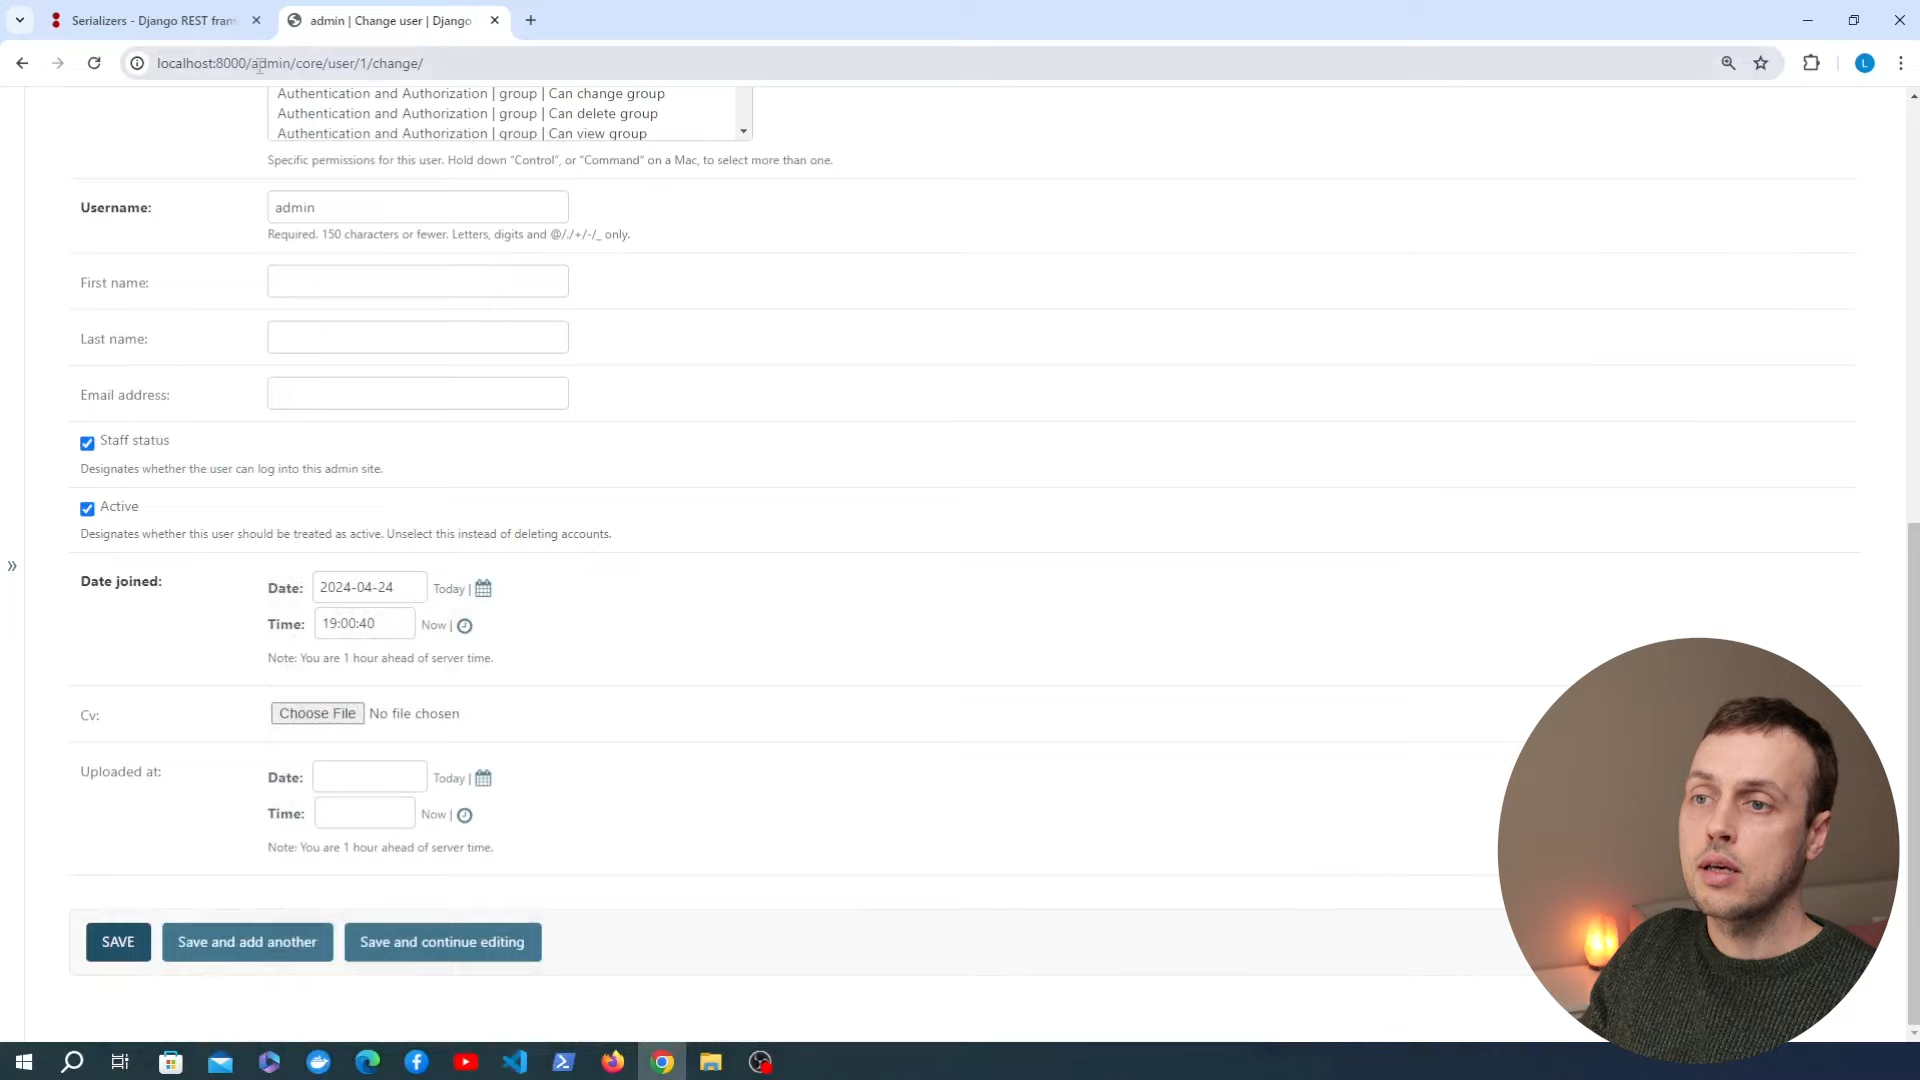 Serializers - Django REST fram
admin | Change user | Django
localhost:8000/admin/core/user/1/change/
L
Authentication and Authorization | group | Can change group
Authentication and Authorization | group | Can delete group
Authentication and Authorization | group | Can view group
Specific permissions for this user. Hold down “Control”, or “Command” on a Mac, to select more than one.
Username:
admin
Required. 150 characters or fewer. Letters, digits and @/./+/-/_ only.
First name:
Last name:
Email address:
Staff status
Designates whether the user can log into this admin site.
Active
Designates whether this user should be treated as active. Unselect this instead of deleting accounts.
Date joined:
Date: 2024-04-24 Today |
Time: 19:00:40 Now |
Note: You are 1 hour ahead of server time.
Cv:
Choose File No file chosen
Uploaded at:
Date: Today |
Time: Now |
Note: You are 1 hour ahead of server time.
SAVE Save and add another Save and continue editing